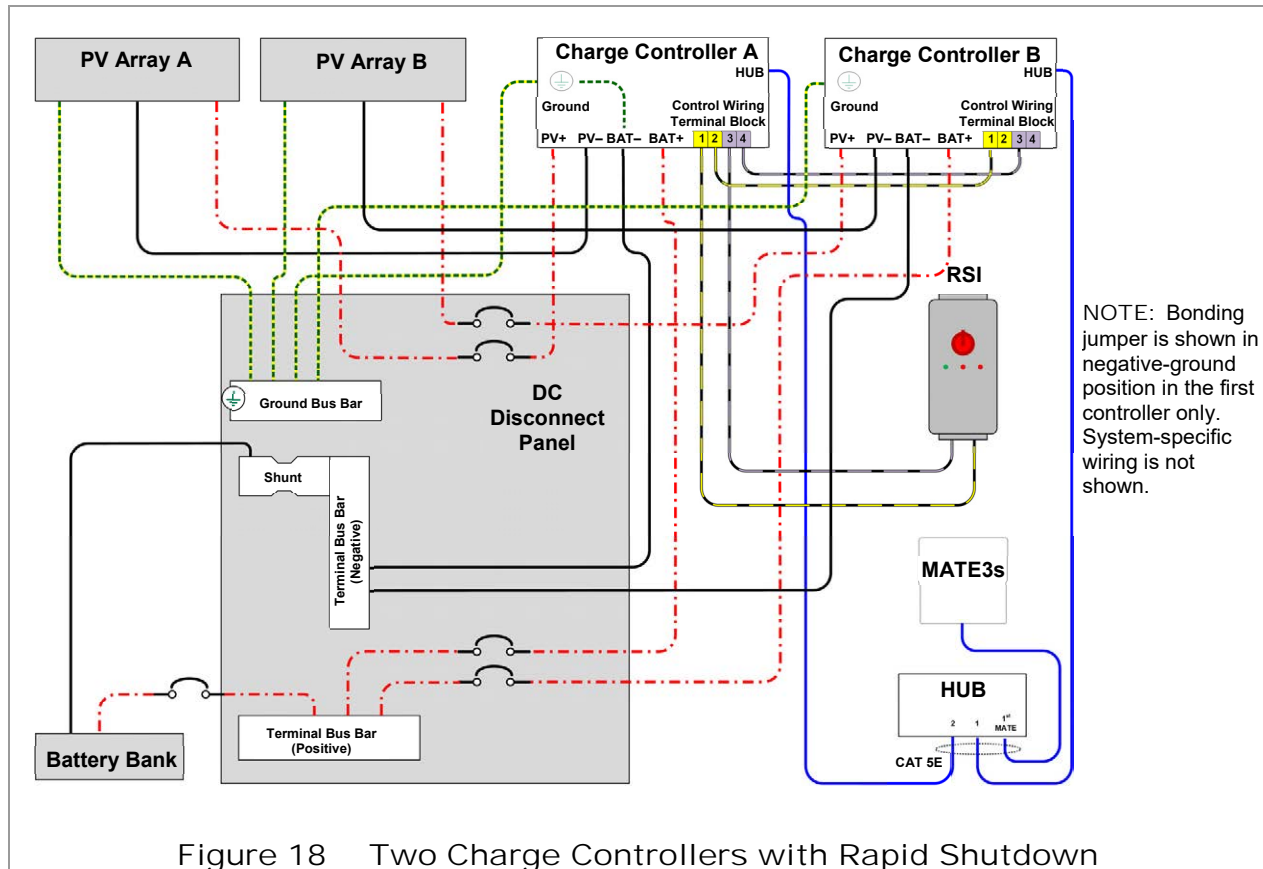 PV Array A
PV Array B
Charge Controller A
HUB
Ground
Control Wiring
Terminal Block
PV+ PV– BAT– BAT+ 1 2 3 4
Charge Controller B
HUB
Ground
Control Wiring
Terminal Block
PV+ PV– BAT– BAT+ 1 2 3 4
RSI
NOTE: Bonding
jumper is shown in
negative-ground
position in the first
controller only.
System-specific
wiring is not
shown.
Ground Bus Bar
DC
Disconnect
Panel
Shunt
Terminal Bus Bar
(Negative)
MATE3s
HUB
2 1 1st
MATE
CAT 5E
Terminal Bus Bar
(Positive)
Battery Bank
Figure 18 Two Charge Controllers with Rapid Shutdown